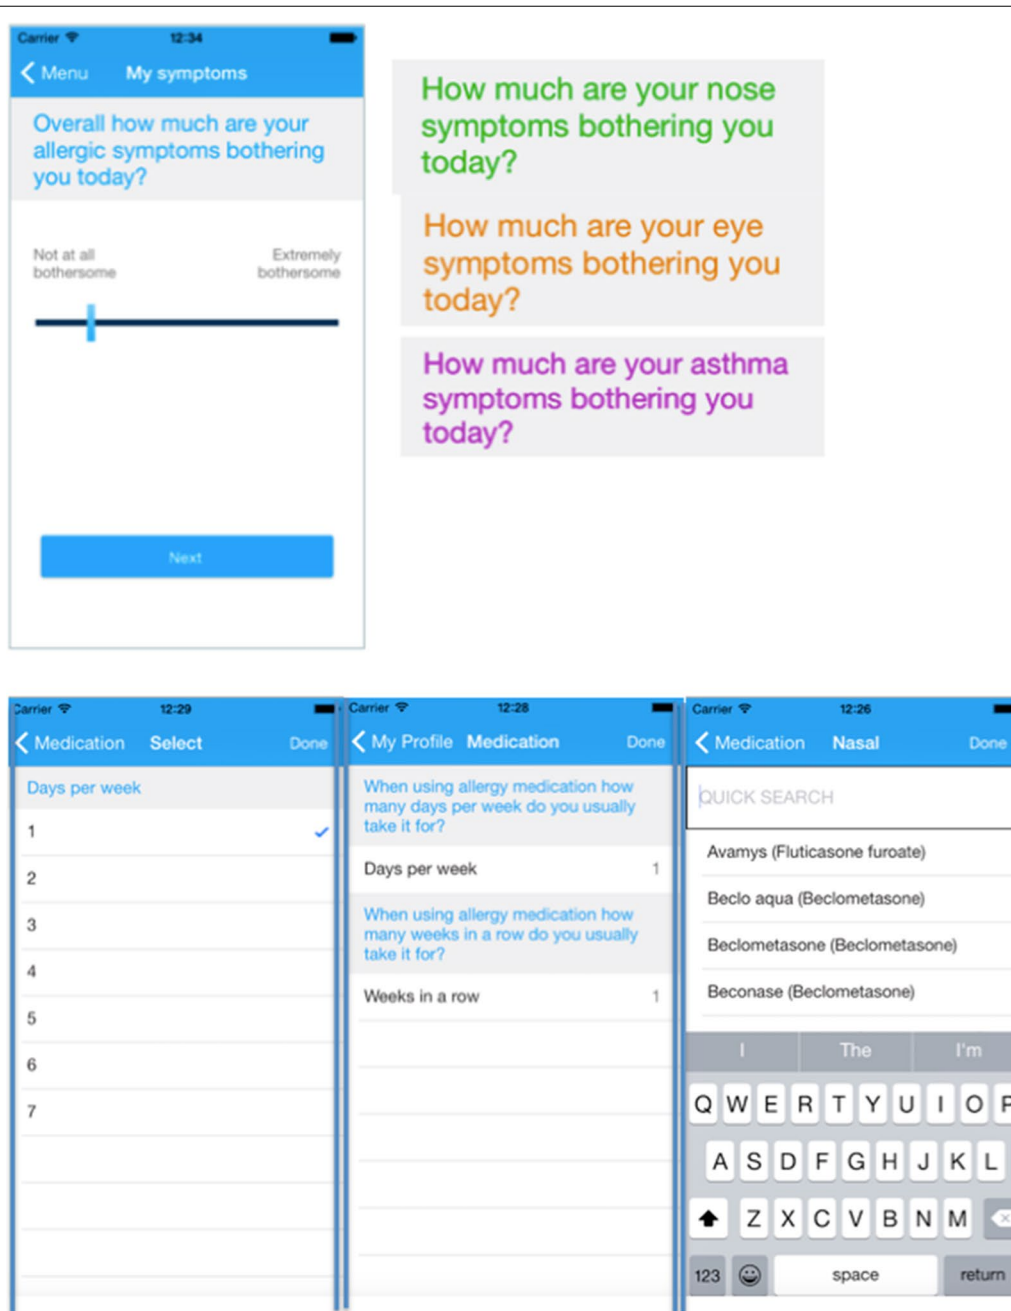 Carrier 12:34
Menu My symptoms
Overall how much are your
allergic symptoms bothering
you today?
Not at all
bothersome
Extremely
bothersome
Next
How much are your nose
symptoms bothering you
today?
How much are your eye
symptoms bothering you
today?
How much are your asthma
symptoms bothering you
today?
Carrier 12:29
Medication Select Done
Days per week
1
2
3
4
5
6
7
Carrier 12:28
My Profile Medication Done
When using allergy medication how
many days per week do you usually
take it for?
Days per week 1
When using allergy medication how
many weeks in a row do you usually
take it for?
Weeks in a row 1
Carrier 12:26
Medication Nasal Done
QUICK SEARCH
Avamys (Fluticasone furoate)
Beclo aqua (Beclometasone)
Beclometasone (Beclometasone)
Beconase (Beclometasone)
I The I'm
Q W E R T Y U I O P
A S D F G H J K L
Z X C V B N M
123 space return